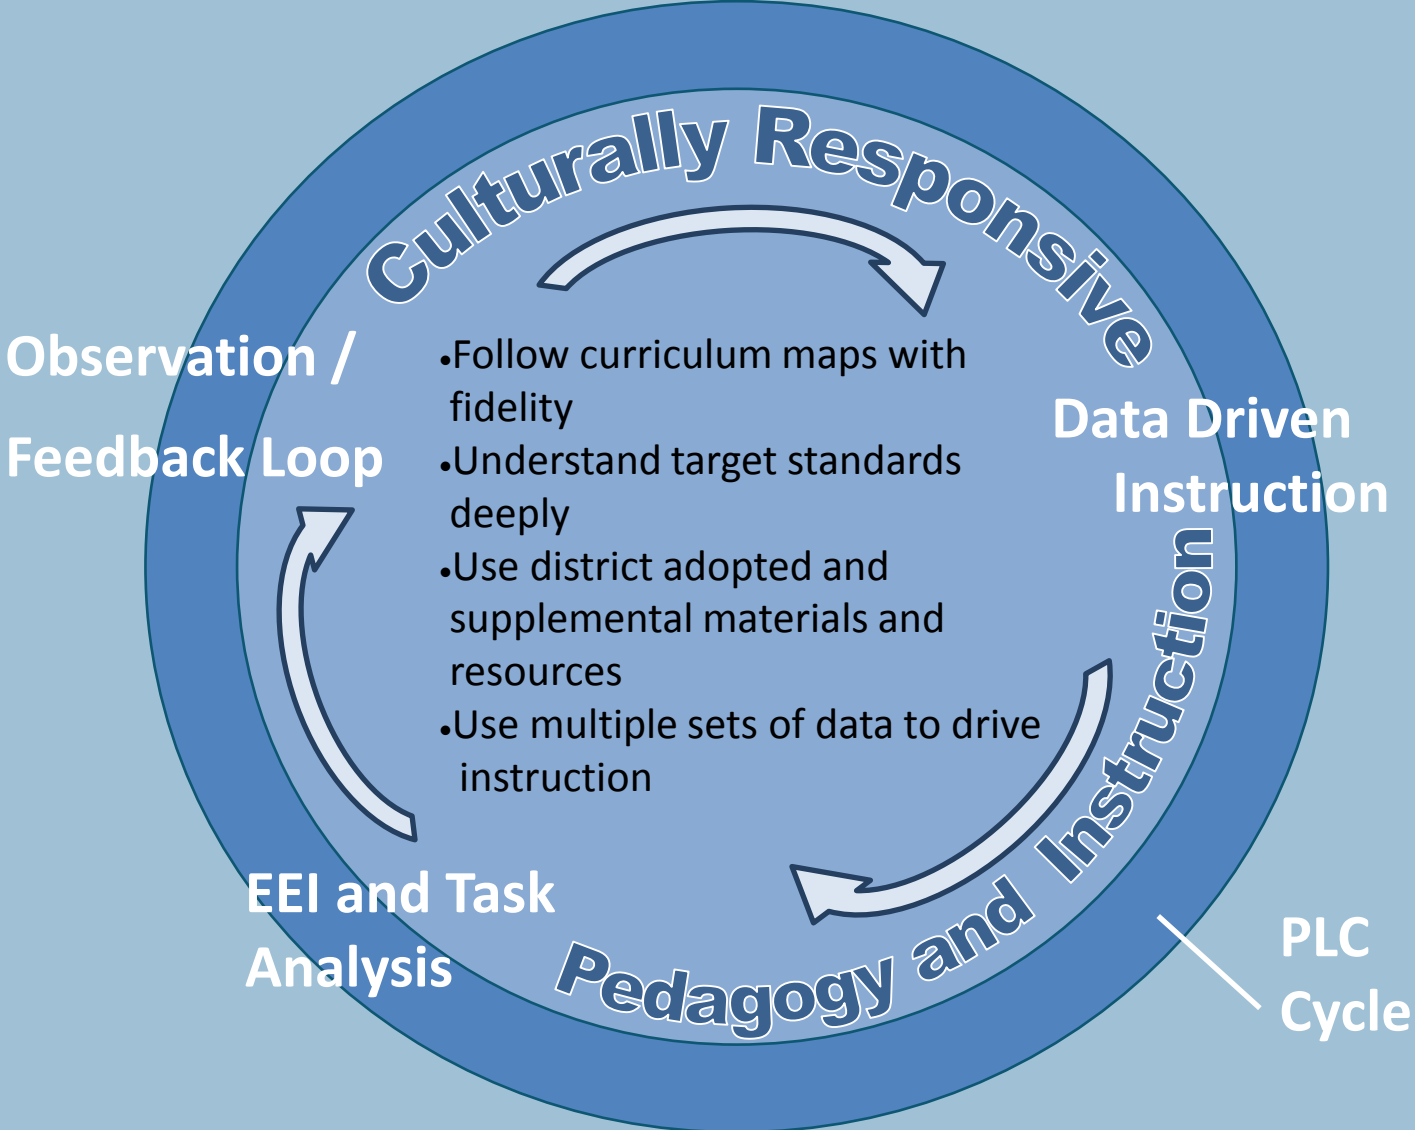 Culturally Responsive
Observation /
Feedback Loop
•Follow curriculum maps with
fidelity
•Understand target standards
deeply
•Use district adopted and
supplemental materials and
resources
•Use multiple sets of data to drive
instruction
Data Driven
Instruction
Pedagogy and Instruction
EEI and Task
Analysis
PLC
Cycle